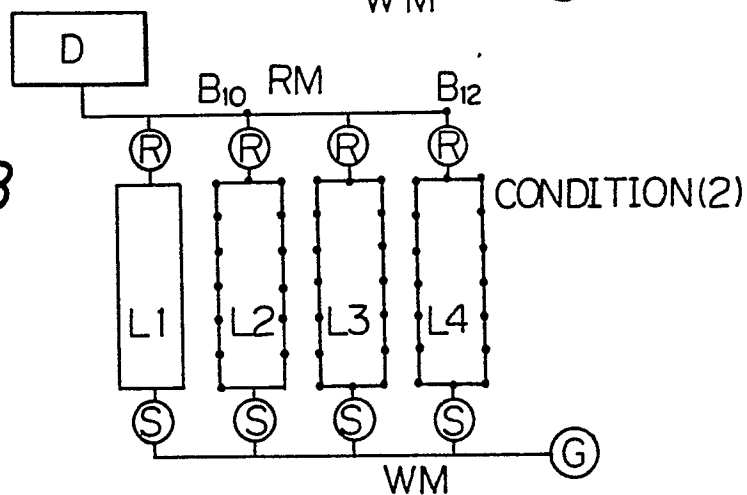 WM
D
B10 RM B12
R R R R
CONDITION(2)
L1 L2 L3 L4
S S S S
G
WM